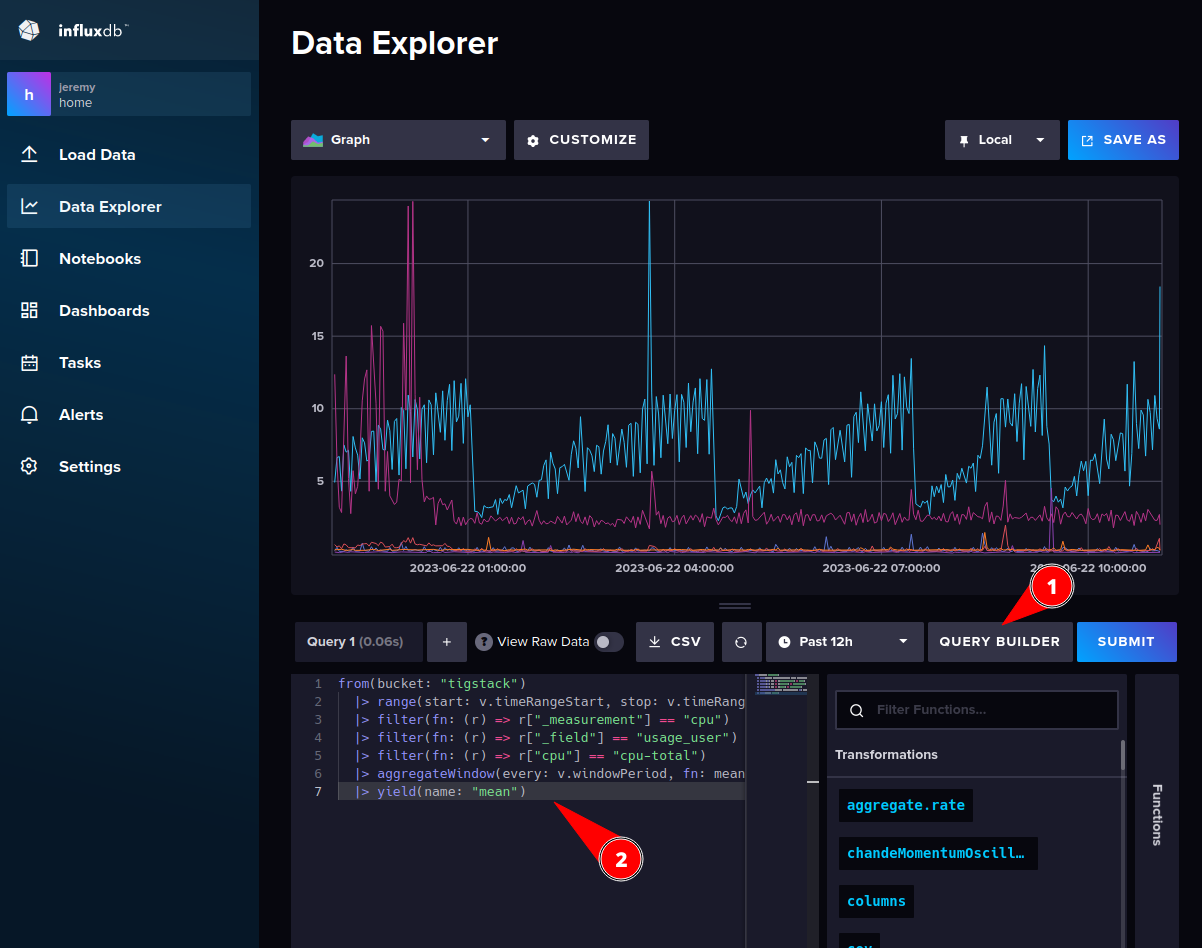 influxdb™
Data Explorer
h
jeremy
home
Load Data
Data Explorer
Notebooks
Dashboards
Tasks
Alerts
Settings
Graph
CUSTOMIZE
Local
SAVE AS
20
15
10
5
2023-06-22 01:00:00
2023-06-22 04:00:00
2023-06-22 07:00:00
10:00:00
1
Query 1 (0.06s)
+
?
View Raw Data
CSV
Past 12h
QUERY BUILDER
SUBMIT
1 from(bucket: "tigstack")
2 |> range(start: v.timeRangeStart, stop: v.timeRang
3 |> filter(fn: (r) => r["_measurement"] == "cpu")
4 |> filter(fn: (r) => r["_field"] == "usage_user")
5 |> filter(fn: (r) => r["cpu"] == "cpu-total")
6 |> aggregateWindow(every: v.windowPeriod, fn: mean
7 |> yield(name: "mean")
2
Filter Functions...
Transformations
aggregate.rate
chandeMomentumOscill…
columns
Functions